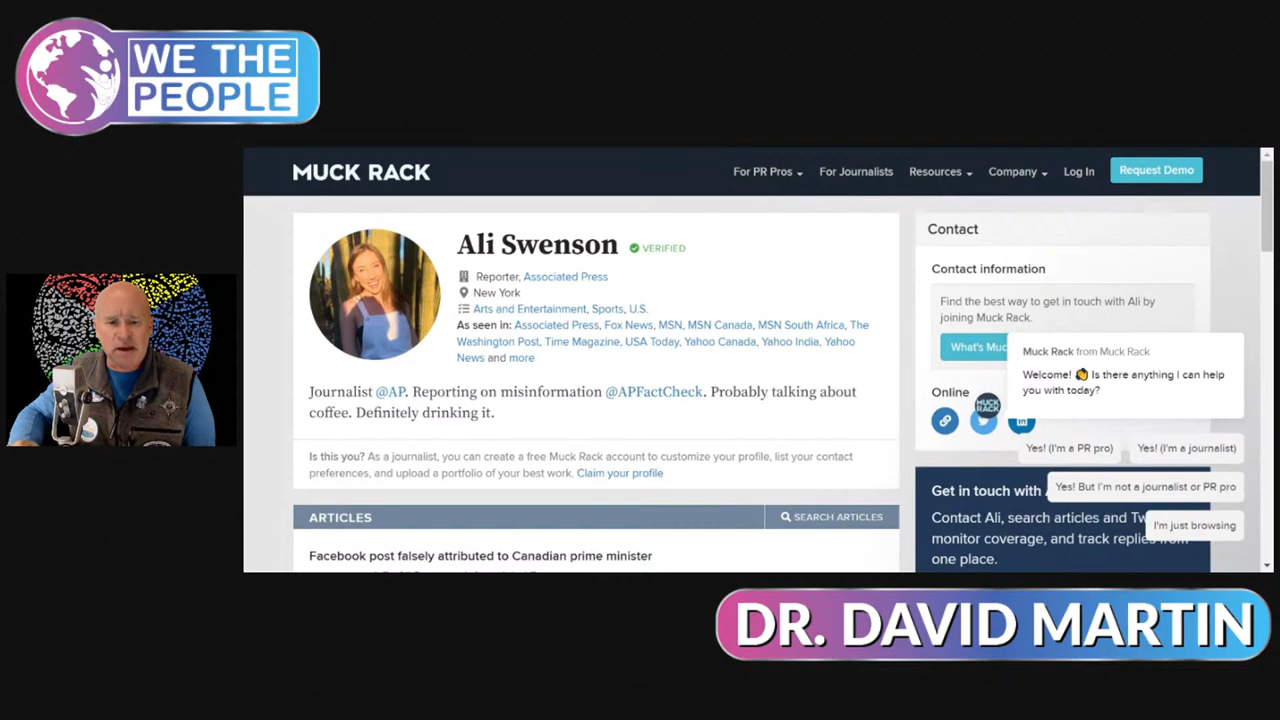 WE THE
PEOPLE
MUCK RACK
For PR Pros
For Journalists
Resources
Company
Log In
Request Demo
Ali Swenson
VERIFIED
Reporter, Associated Press
New York
Arts and Entertainment, Sports, U.S.
As seen in: Associated Press, Fox News, MSN, MSN Canada, MSN South Africa, The
Washington Post, Time Magazine, USA Today, Yahoo Canada, Yahoo India, Yahoo
News and more
Journalist @AP. Reporting on misinformation @APFactCheck. Probably talking about
coffee. Definitely drinking it.
Is this you? As a journalist, you can create a free Muck Rack account to customize your profile, list your contact
preferences, and upload a portfolio of your best work. Claim your profile
ARTICLES
SEARCH ARTICLES
Facebook post falsely attributed to Canadian prime minister
Contact
Contact information
Find the best way to get in touch with Ali by
joining Muck Rack.
What's Muc
Muck Rack from Muck Rack
Welcome! Is there anything I can help
you with today?
Online
MUCK
RACK
Yes! (I'm a PR pro)
Yes! (I'm a journalist)
Yes! But I'm not a journalist or PR pro
I'm just browsing
Get in touch with
Contact Ali, search articles and Tw
monitor coverage, and track replies from
one place.
DR. DAVID MARTIN